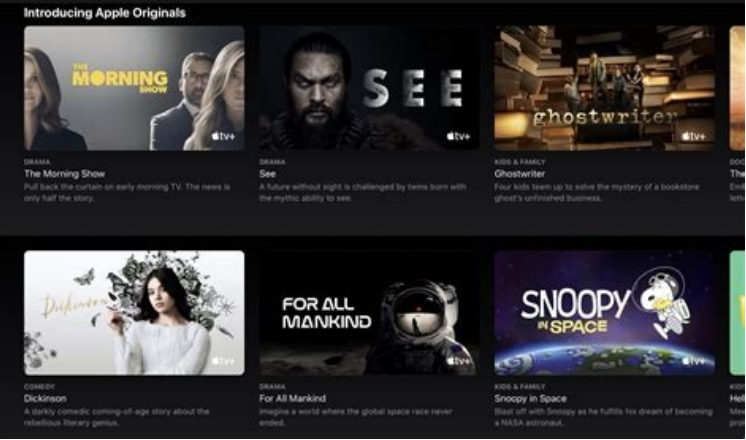 Introducing Apple Originals
THE
MORNING
SHOW
tv+
SEE
tv+
ghostwriter
tv+
DRAMA
The Morning Show
Pull back the curtain on early morning TV. The news is
only half the story.
DRAMA
See
A future without sight is challenged by twins born with
the mythic ability to see.
KIDS & FAMILY
Ghostwriter
Four kids team up to solve the mystery of a bookstore
ghost's unfinished business.
DOC
The
Dickinson
tv+
FOR ALL
MANKIND
tv+
SNOOPY
IN SPACE
tv+
COMEDY
Dickinson
A darkly comedic coming-of-age story about the
rebellious literary genius.
DRAMA
For All Mankind
Imagine a world where the global space race never
ended.
KIDS & FAMILY
Snoopy in Space
Blast off with Snoopy as he fulfills his dream of becoming
a NASA astronaut.
KIDS
Hel